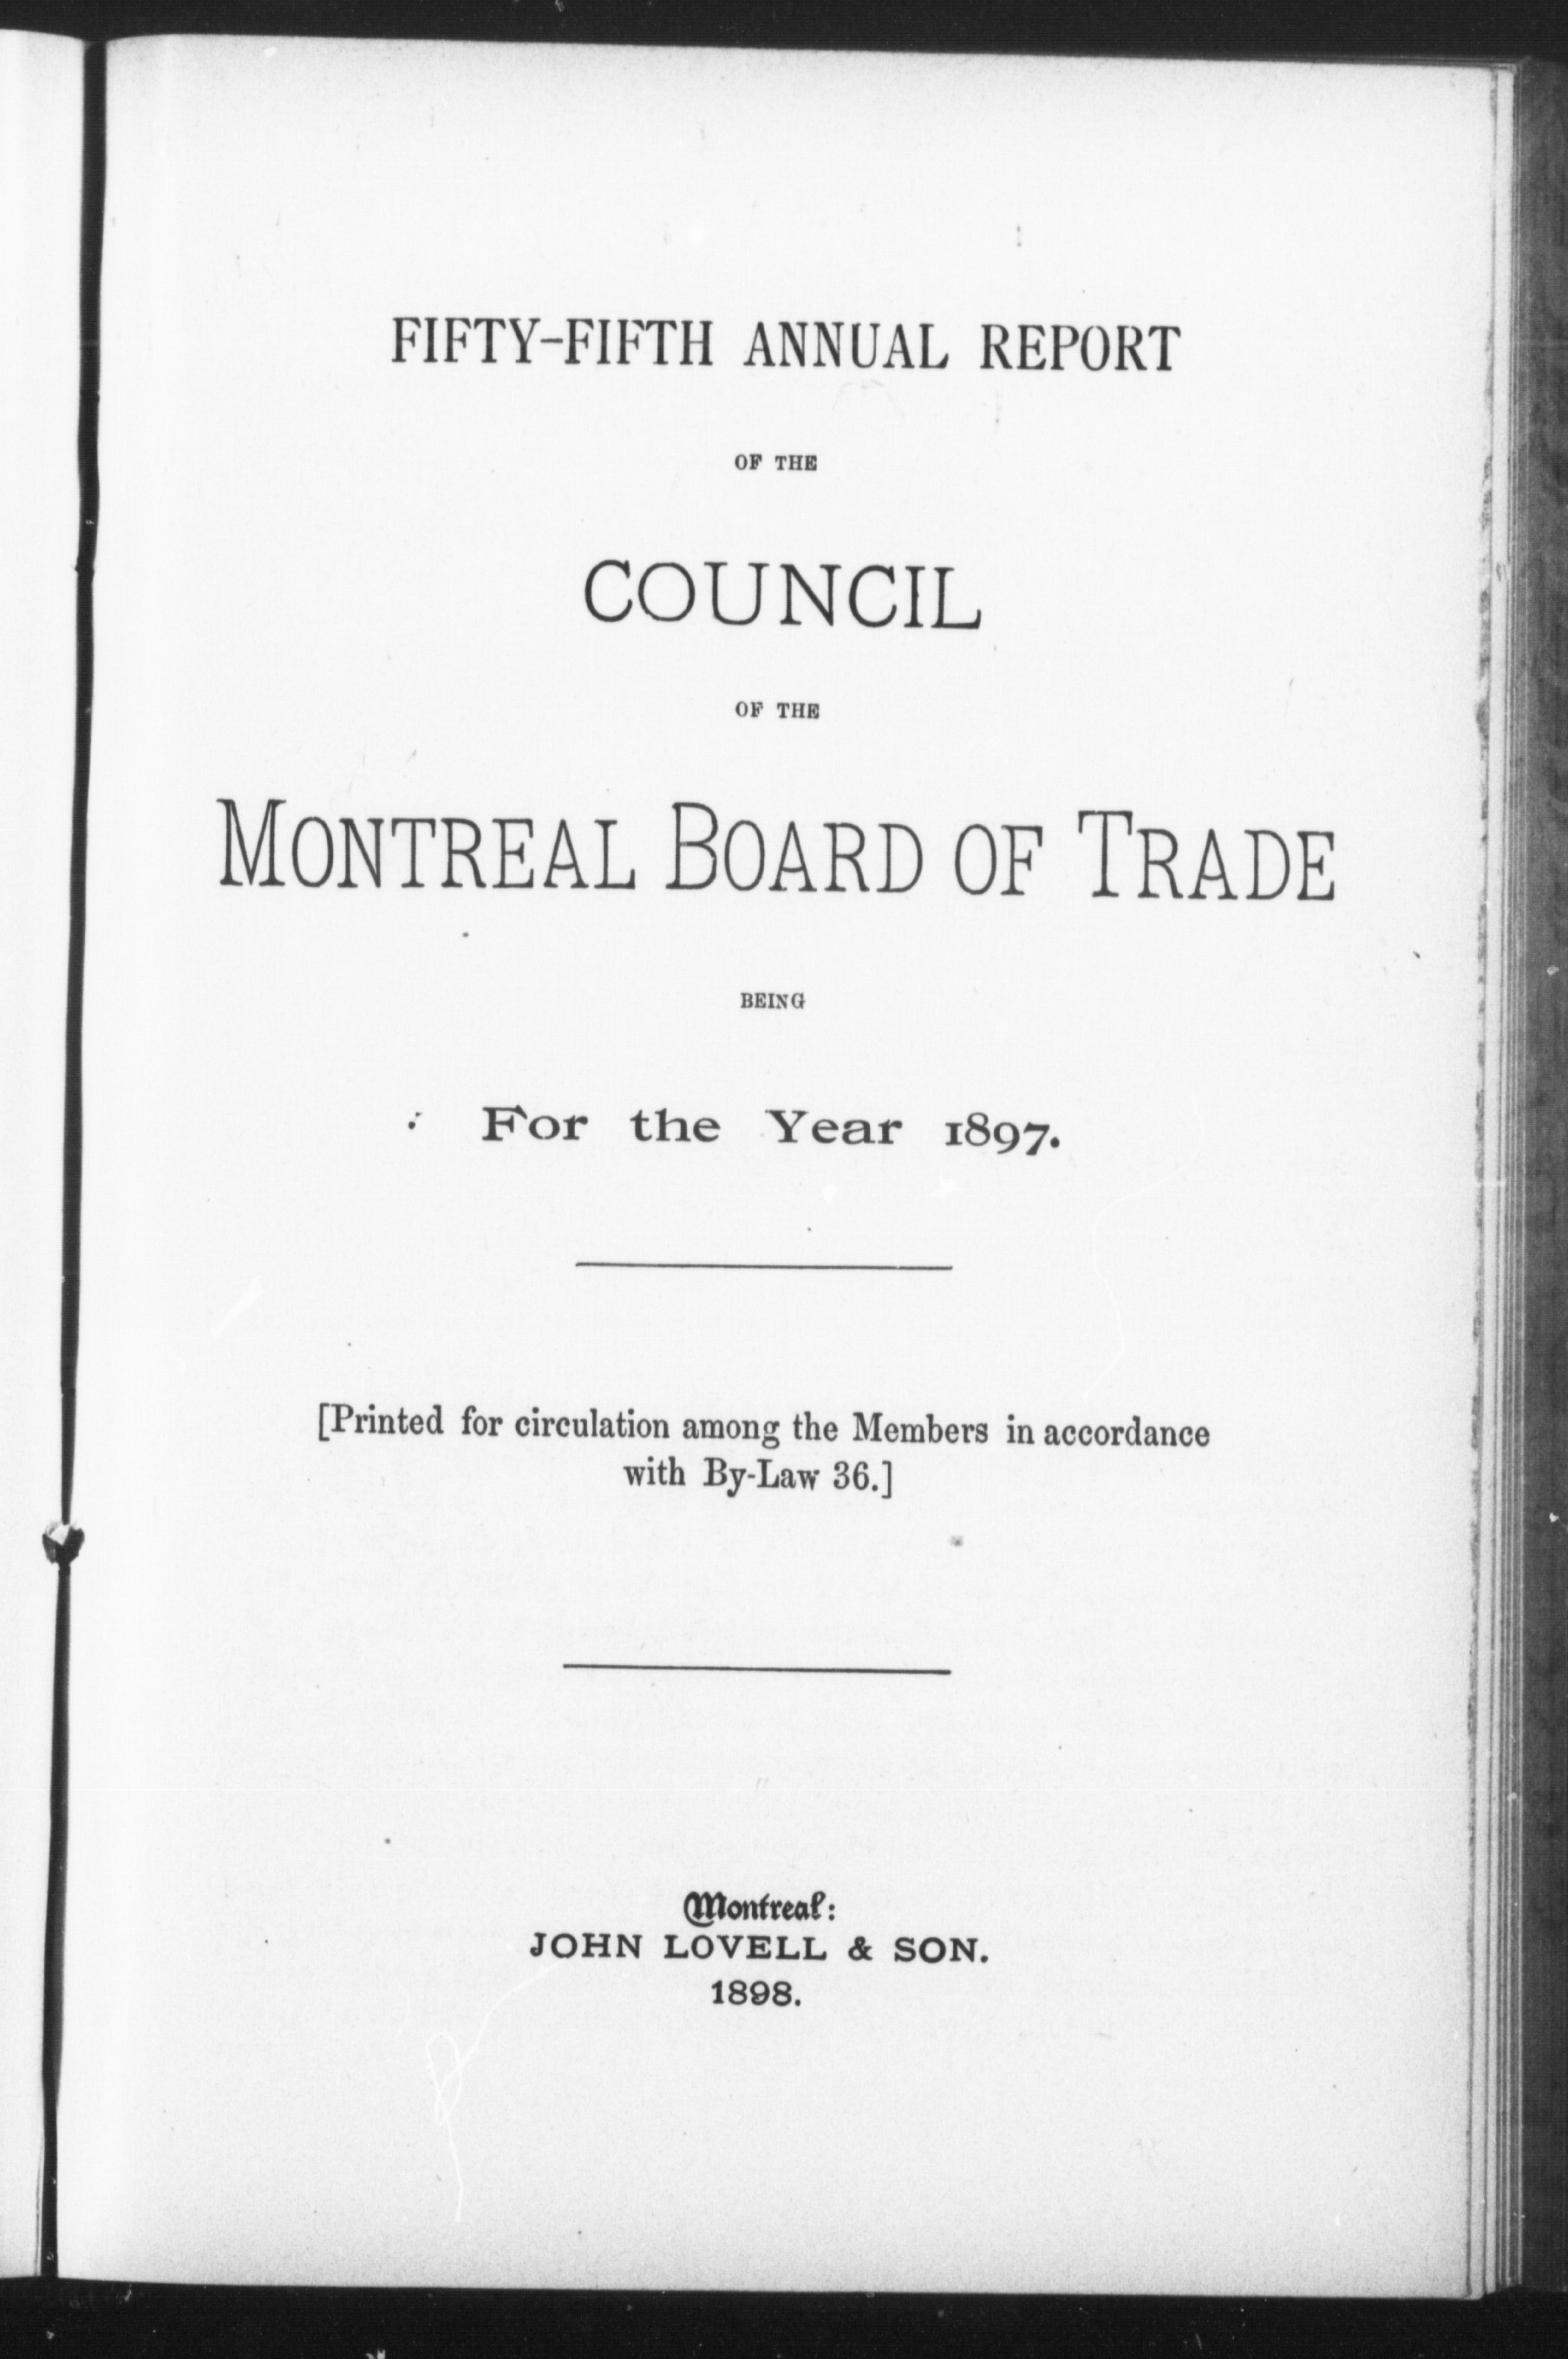 FIFTY-FIFTH ANNUAL REPORT
OF THE
COUNCIL
OF THE
MONTREAL BOARD OF TRADE
BEING
For the Year 1897.
[Printed for circulation among the Members in accordance
with By-Law 36.]
Montreal:
JOHN LOVELL & SON.
1898.